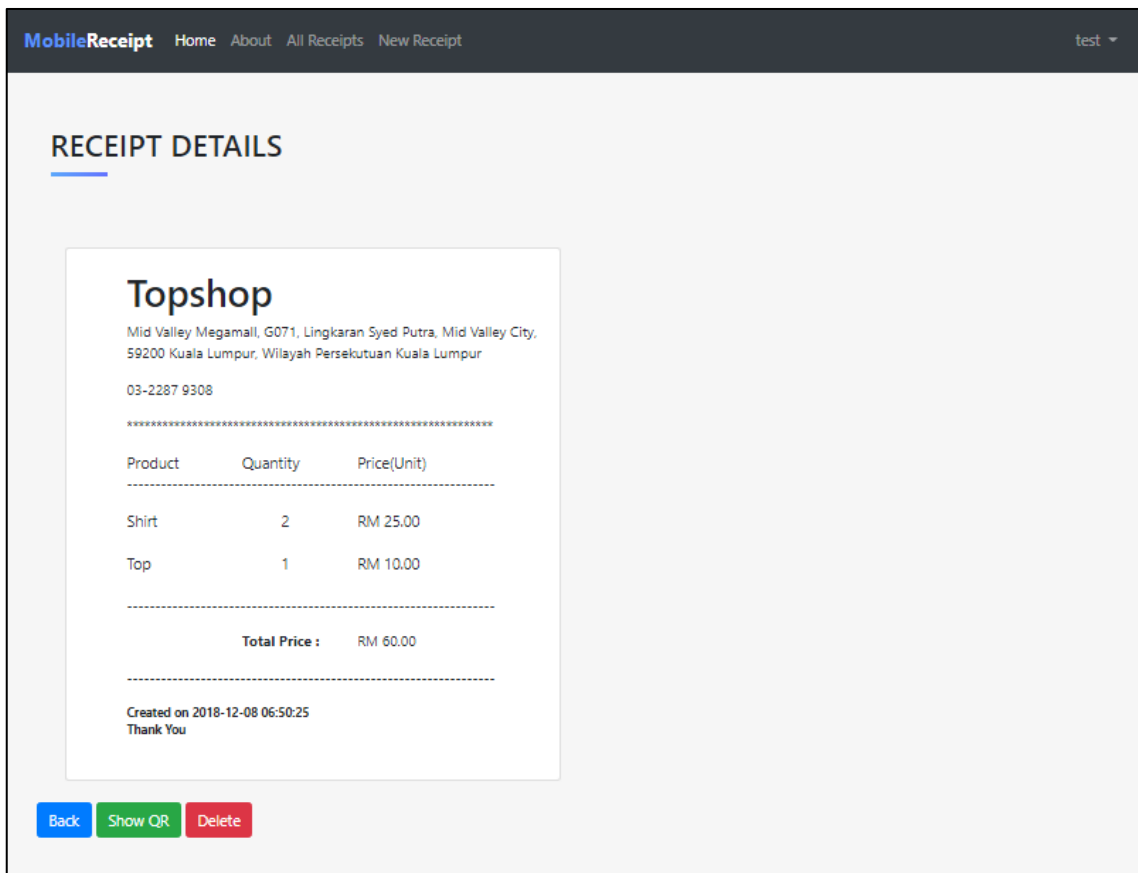 MobileReceipt Home About All Receipts New Receipt test
RECEIPT DETAILS
Topshop
Mid Valley Megamall, G071, Lingkaran Syed Putra, Mid Valley City,
59200 Kuala Lumpur, Wilayah Persekutuan Kuala Lumpur
03-2287 9308
***************************************************************
Product Quantity Price(Unit)
-----------------------------------------------------------------
Shirt 2 RM 25.00
Top 1 RM 10.00
-----------------------------------------------------------------
Total Price : RM 60.00
-----------------------------------------------------------------
Created on 2018-12-08 06:50:25
Thank You
Back Show QR Delete